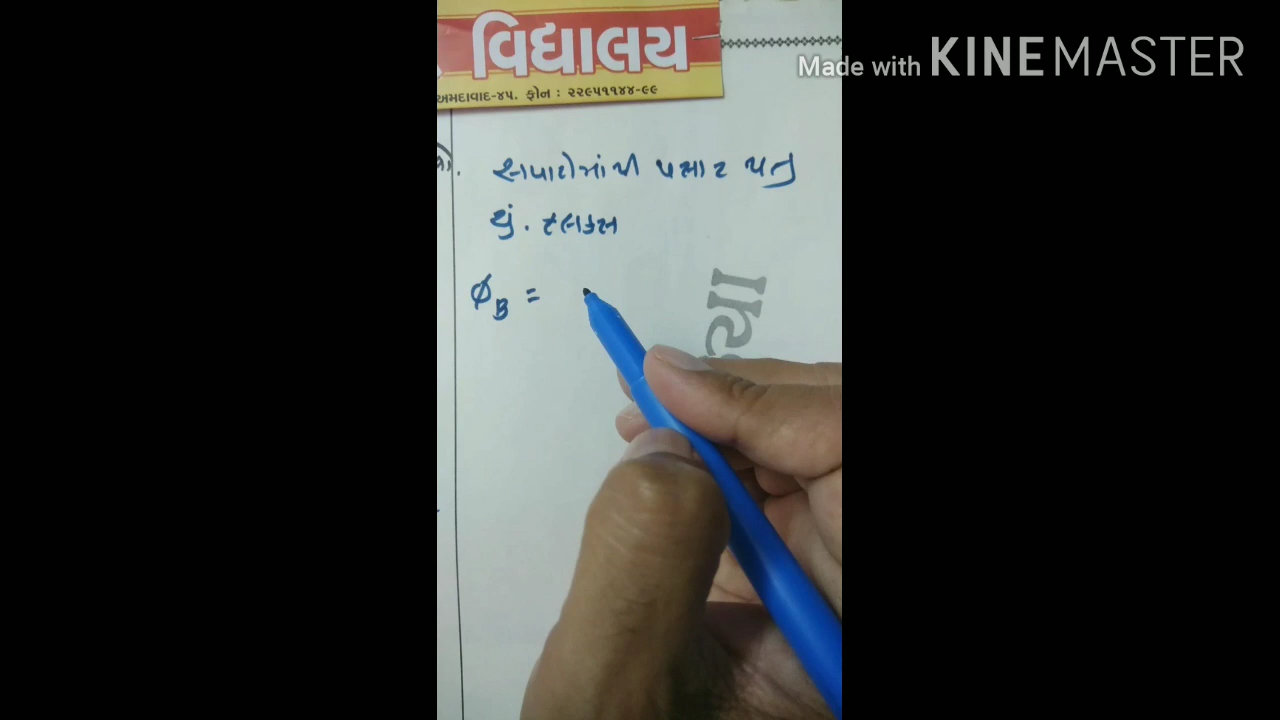 Made with KINEMASTER
વિદ્યાલય
અમદાવાદ-૪૫. ફોન : ૨૨૯૫૧૧૪૪-૯૯
સપાટીમાંથી પસાર થતું
ચું. ફ્લક્સ
ϕB =